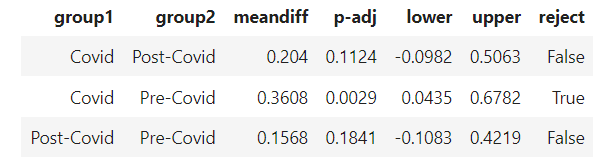 group1 group2 meandiff p-adj lower upper reject
Covid Post-Covid 0.204 0.1124 -0.0982 0.5063 False
Covid Pre-Covid 0.3608 0.0029 0.0435 0.6782 True
Post-Covid Pre-Covid 0.1568 0.1841 -0.1083 0.4219 False